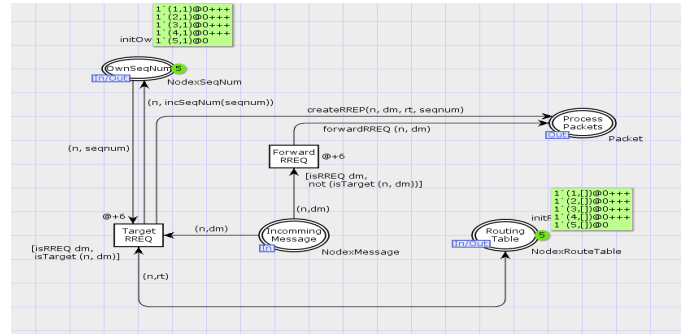 1`(1,1)@0+++
1`(2,1)@0+++
1`(3,1)@0+++
1`(4,1)@0+++
1`(5,1)@0
initOw
OwnSeqNum
5
In/Out
NodexSeqNum
(n, incSeqNum(seqnum))
createRREP(n, dm, rt, seqnum)
forwardRREQ (n, dm)
Process
Packets
Out
Packet
(n, seqnum)
Forward
RREQ
@+6
[isRREQ dm,
not (isTarget (n, dm))]
1`(1,[])@0+++
1`(2,[])@0+++
1`(3,[])@0+++
1`(4,[])@0+++
1`(5,[])@0
(n,dm)
@+6
initR
Target
RREQ
(n,dm)
Incomming
Message
In
NodexMessage
Routing
Table
5
In/Out
NodexRouteTable
[isRREQ dm,
isTarget (n, dm)]
(n,rt)